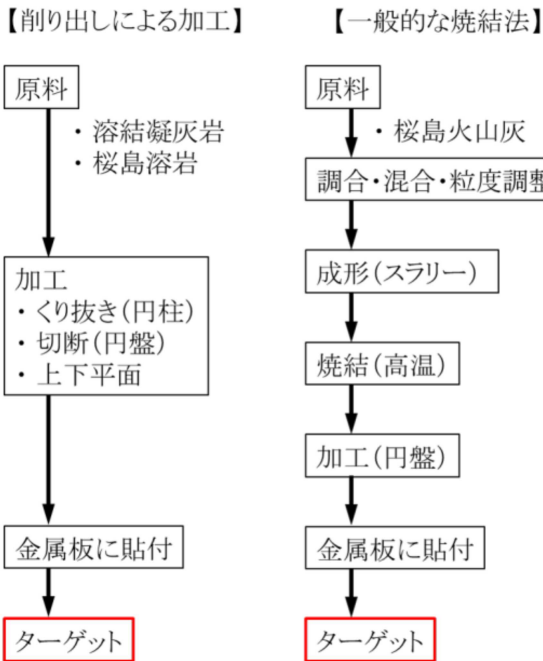 【削り出しによる加工】
原料
・溶結凝灰岩
・桜島溶岩
加工
・くり抜き(円柱)
・切断(円盤)
・上下平面
金属板に貼付
ターゲット
【一般的な焼結法】
原料
・桜島火山灰
調合・混合・粒度調整
成形(スラリー)
焼結(高温)
加工(円盤)
金属板に貼付
ターゲット